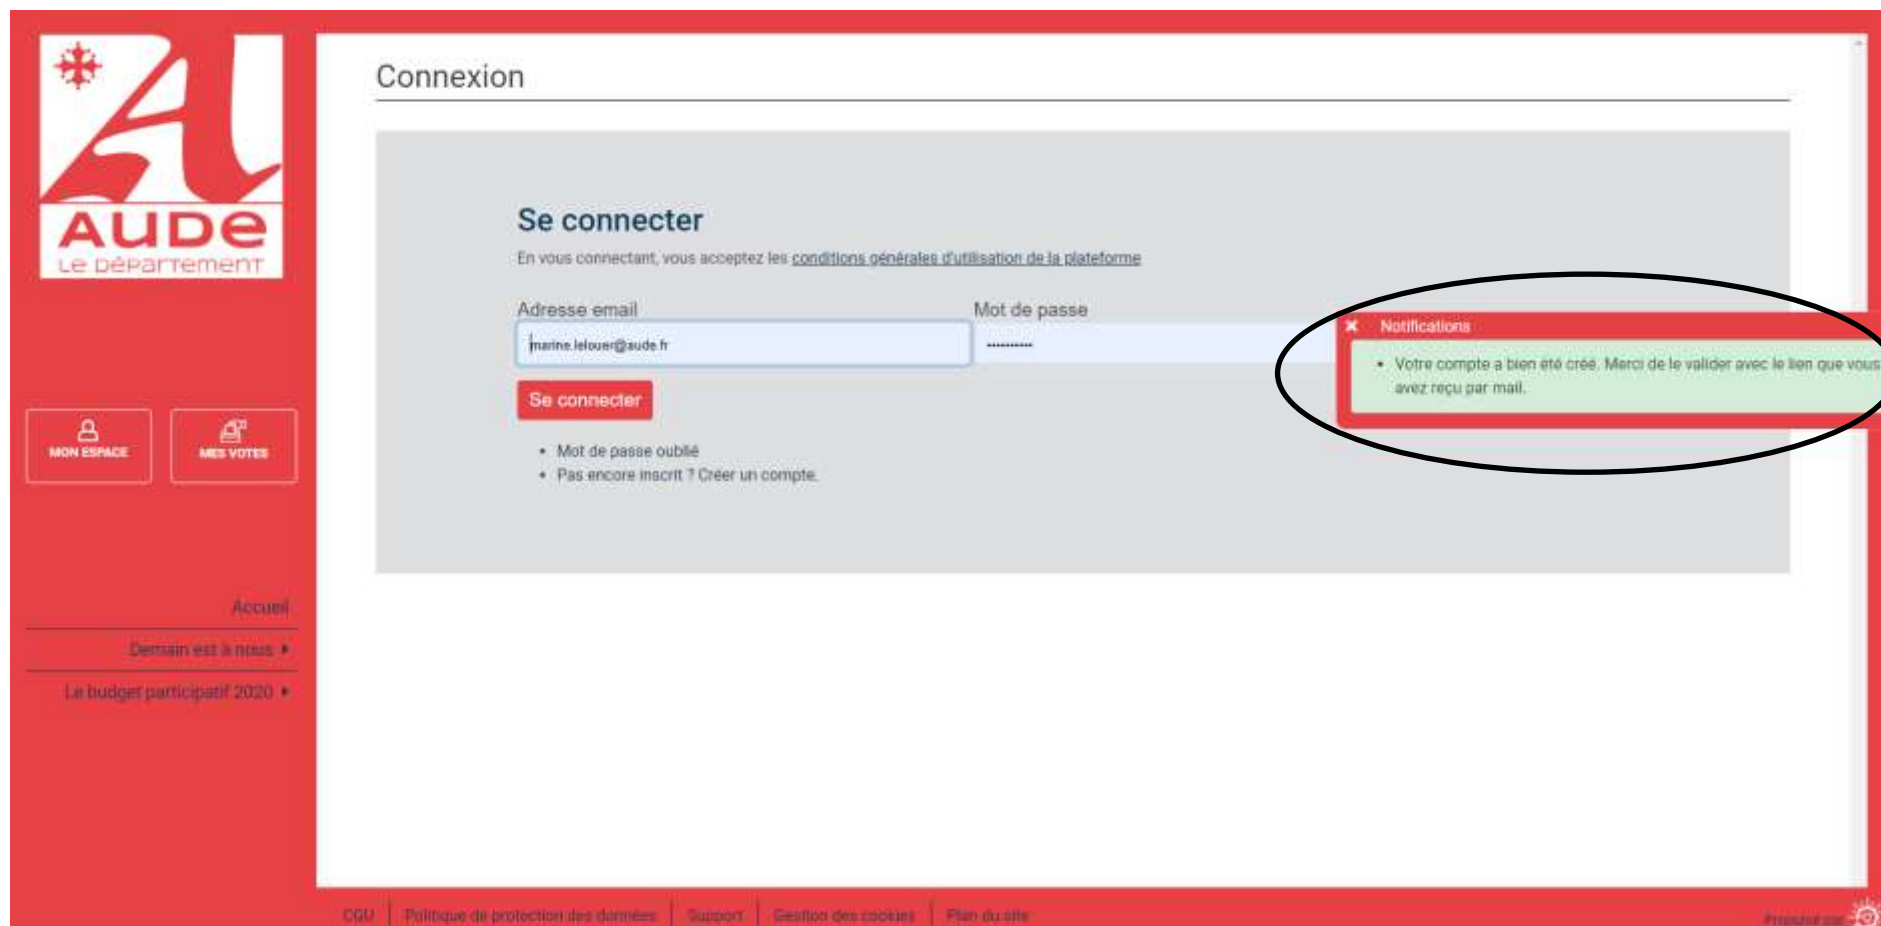 AUDE
LE DÉPARTEMENT
MON ESPACE
MES VOTES
Accueil
Demain est à nous
Le budget participatif 2020
Connexion
Se connecter
En vous connectant, vous acceptez les conditions générales d'utilisation de la plateforme
Adresse email
Mot de passe
marine.lelouer@aude.fr
Se connecter
Mot de passe oublié
Pas encore inscrit ? Créer un compte.
Notifications
Votre compte a bien été créé. Merci de le valider avec le lien que vous
avez reçu par mail.
CGU
Politique de protection des données
Support
Gestion des cookies
Plan du site
Propulsé par